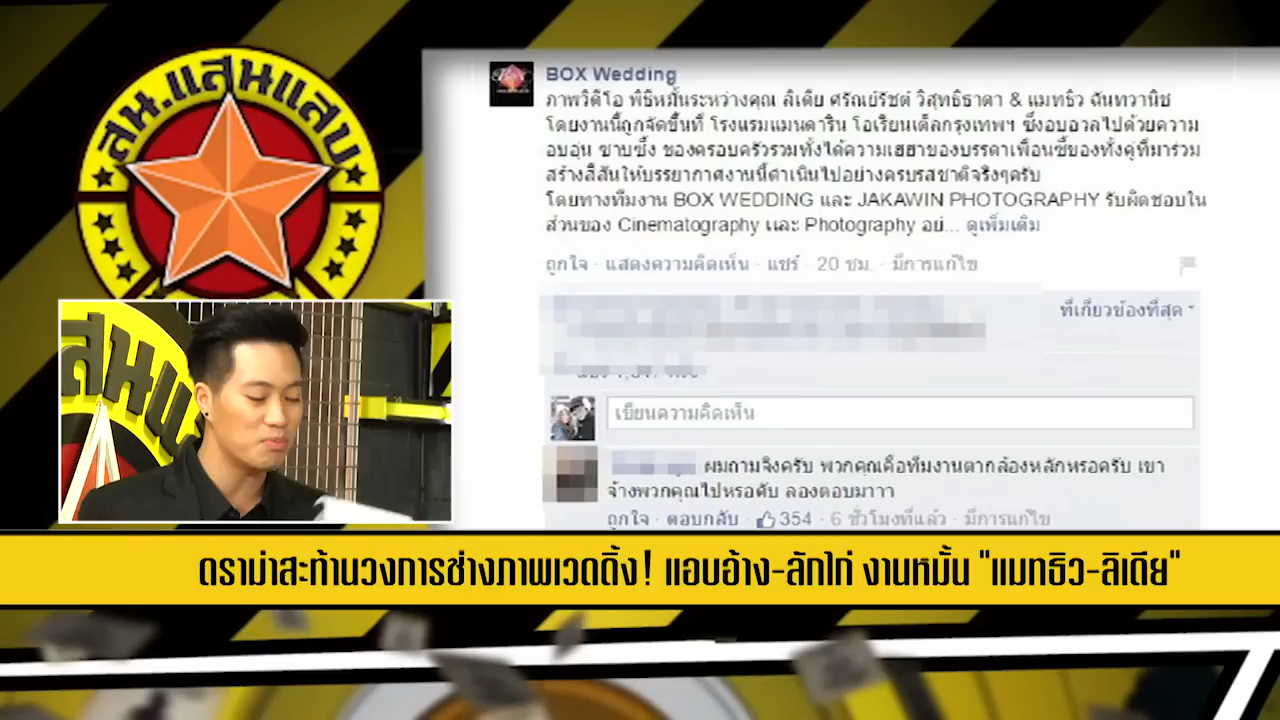 สน.แสนแสบ
BOX Wedding
ภาพวิดีโอ พิธีหมั้นระหว่างคุณ ลิเดีย ศรัณย์รัชต์ วิสุทธิธาดา & แมทธิว ฉันทวานิช
โดยงานนี้ถูกจัดขึ้นที่ โรงแรมแมนดาริน โอเรียนเต็ลกรุงเทพฯ ซึ่งอบอวลไปด้วยความ
อบอุ่น ซาบซึ้ง ของครอบครัวรวมทั้งได้ความเฮฮาของบรรดาเพื่อนซี้ของทั้งคู่ที่มาร่วม
สร้างสีสันให้บรรยากาศงานนี้ดำเนินไปอย่างครบรสชาติจริงๆครับ
โดยทางทีมงาน BOX WEDDING และ JAKAWIN PHOTOGRAPHY รับผิดชอบใน
ส่วนของ Cinematography และ Photography อย่... ดูเพิ่มเติม
ถูกใจ · แสดงความคิดเห็น · แชร์ · 20 ชม. · มีการแก้ไข
ที่เกี่ยวข้องที่สุด
เขียนความคิดเห็น
ผมถามจิงครับ พวกคุณคือทีมงานตากล้องหลักหรอครับ เขา
จ้างพวกคุณไปหรอคับ ลองตอบมาาา
ถูกใจ · ตอบกลับ · 354 · 6 ชั่วโมงที่แล้ว · มีการแก้ไข
สนแส
ดราม่าสะท้านวงการช่างภาพเวดดิ้ง! แอบอ้าง-ลักไก่ งานหมั้น "แมทธิว-ลิเดีย"